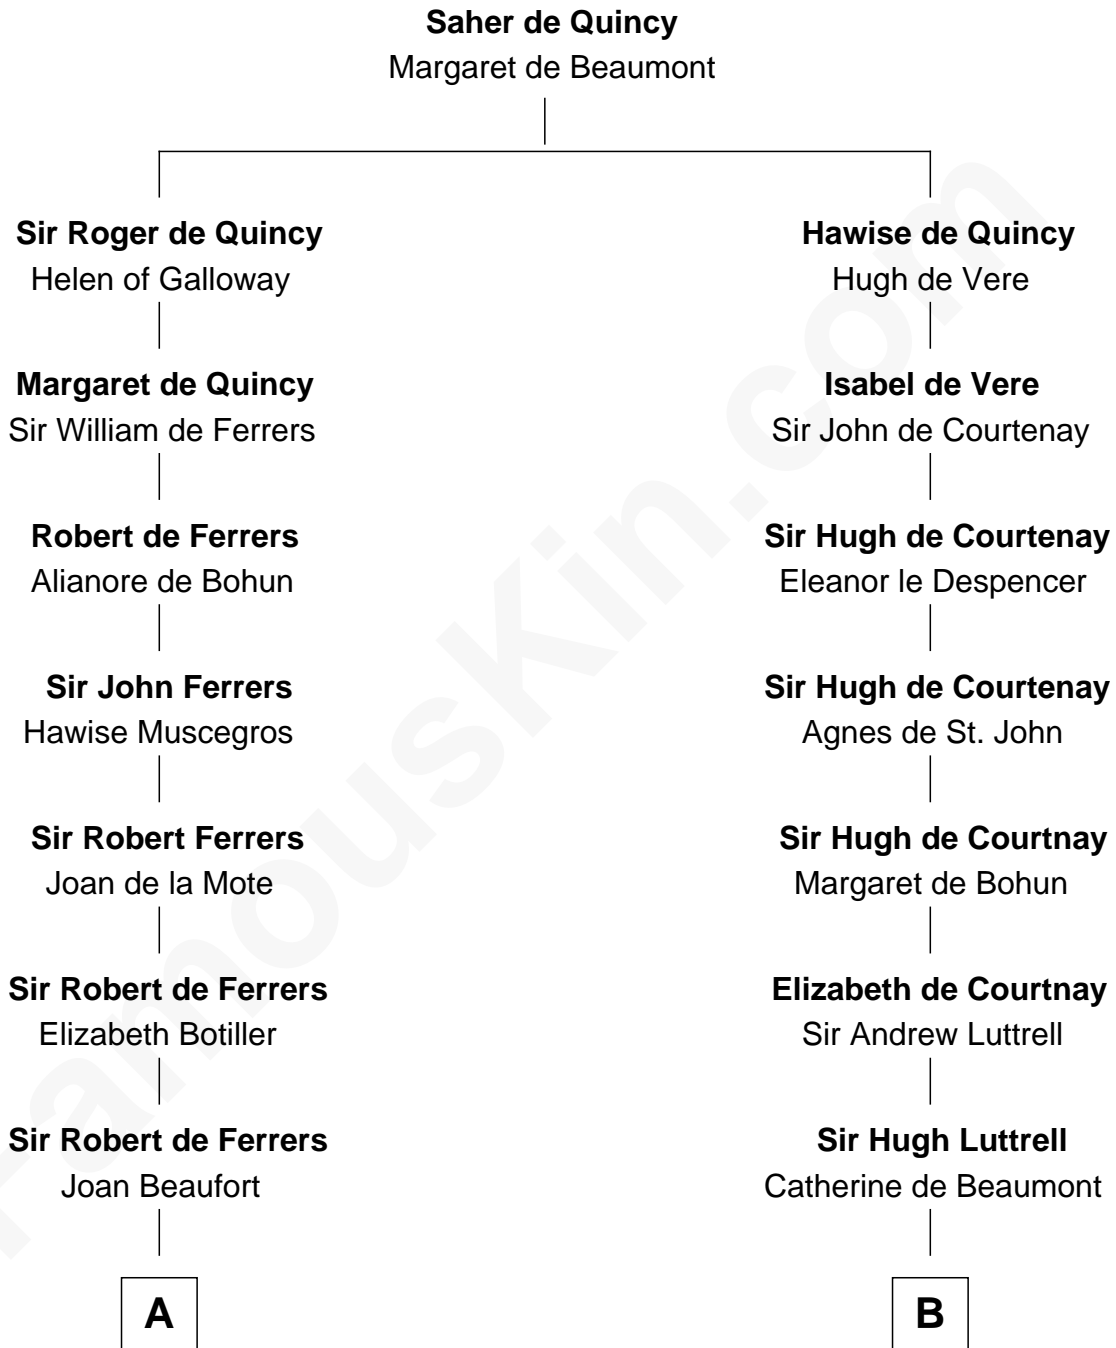 Saher de Quincy
Margaret de Beaumont
Sir Roger de Quincy
Helen of Galloway
Hawise de Quincy
Hugh de Vere
Margaret de Quincy
Sir William de Ferrers
Isabel de Vere
Sir John de Courtenay
Robert de Ferrers
Alianore de Bohun
Sir Hugh de Courtenay
Eleanor le Despencer
Sir John Ferrers
Hawise Muscegros
Sir Hugh de Courtenay
Agnes de St. John
Sir Robert Ferrers
Joan de la Mote
Sir Hugh de Courtnay
Margaret de Bohun
Sir Robert de Ferrers
Elizabeth Botiller
Elizabeth de Courtnay
Sir Andrew Luttrell
Sir Robert de Ferrers
Joan Beaufort
Sir Hugh Luttrell
Catherine de Beaumont
A
B
FamousKin.com